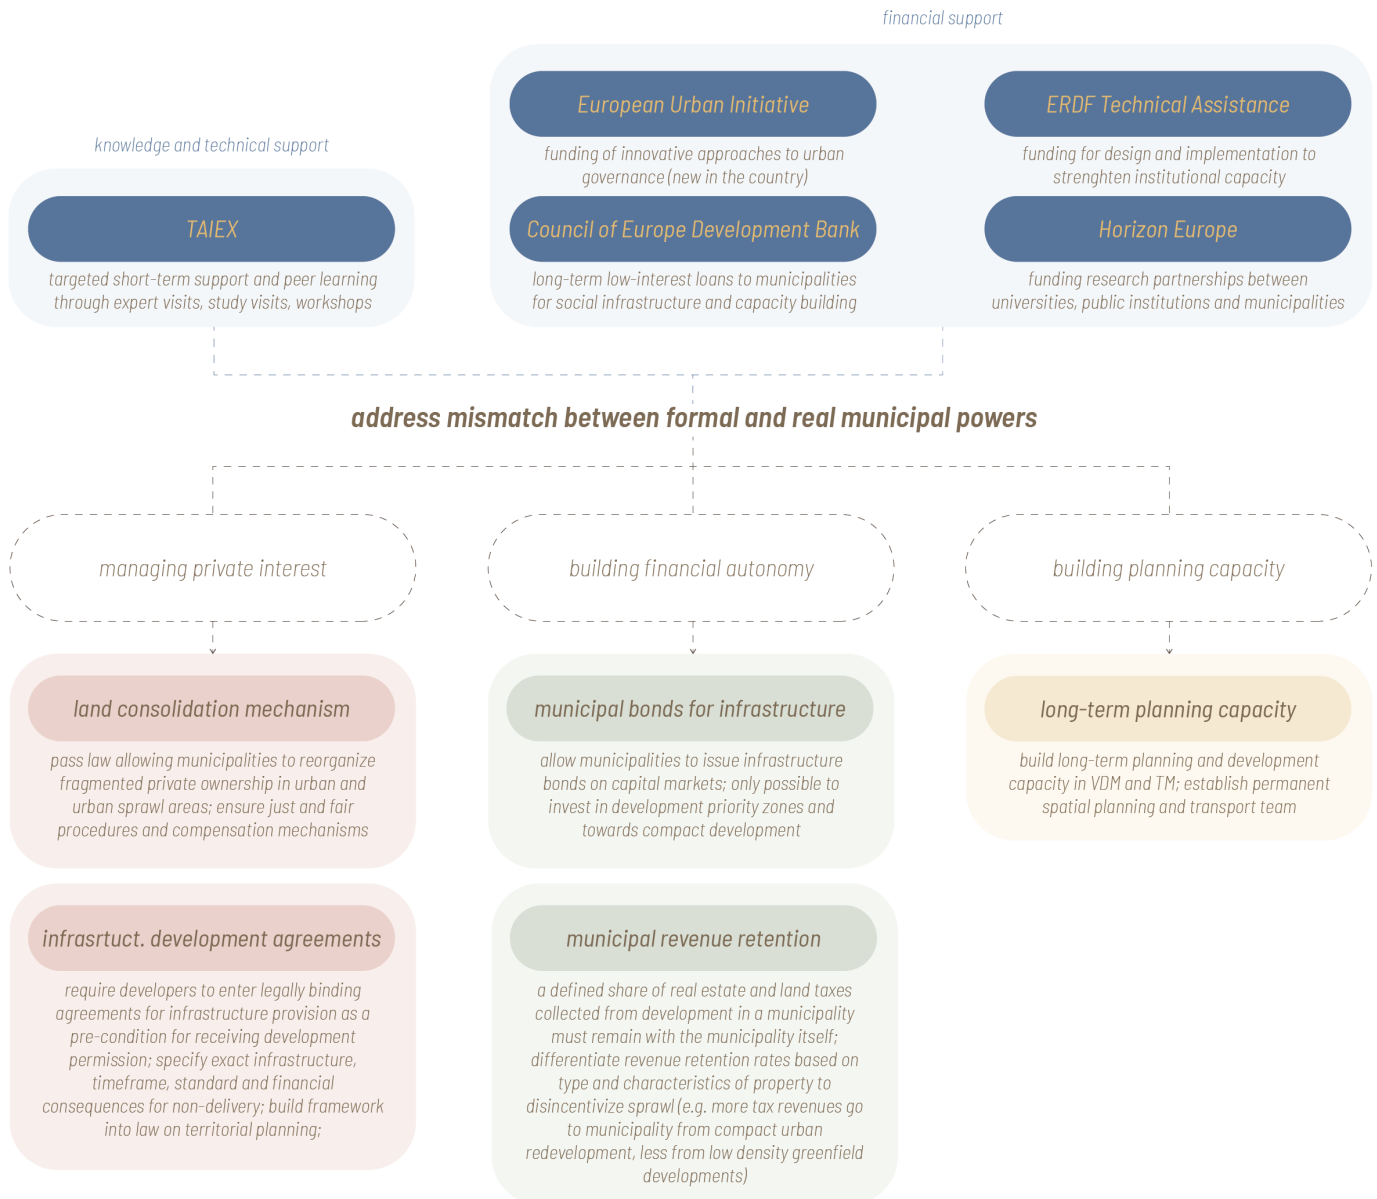 financial support
European Urban Initiative
funding of innovative approaches to urban
governance (new in the country)
ERDF Technical Assistance
funding for design and implementation to
strenghten institutional capacity
knowledge and technical support
TAIEX
targeted short-term support and peer learning
through expert visits, study visits, workshops
Council of Europe Development Bank
long-term low-interest loans to municipalities
for social infrastructure and capacity building
Horizon Europe
funding research partnerships between
universities, public institutions and municipalities
address mismatch between formal and real municipal powers
managing private interest
building financial autonomy
building planning capacity
land consolidation mechanism
pass law allowing municipalities to reorganize
fragmented private ownership in urban and
urban sprawl areas; ensure just and fair
procedures and compensation mechanisms
municipal bonds for infrastructure
allow municipalities to issue infrastructure
bonds on capital markets; only possible to
invest in development priority zones and
towards compact development
long-term planning capacity
build long-term planning and development
capacity in VDM and TM; establish permanent
spatial planning and transport team
infrasrtuct. development agreements
require developers to enter legally binding
agreements for infrastructure provision as a
pre-condition for receiving development
permission; specify exact infrastructure,
timeframe, standard and financial
consequences for non-delivery; build framework
into law on territorial planning;
municipal revenue retention
a defined share of real estate and land taxes
collected from development in a municipality
must remain with the municipality itself;
differentiate revenue retention rates based on
type and characteristics of property to
disincentivize sprawl (e.g. more tax revenues go
to municipality from compact urban
redevelopment, less from low density greenfield
developments)